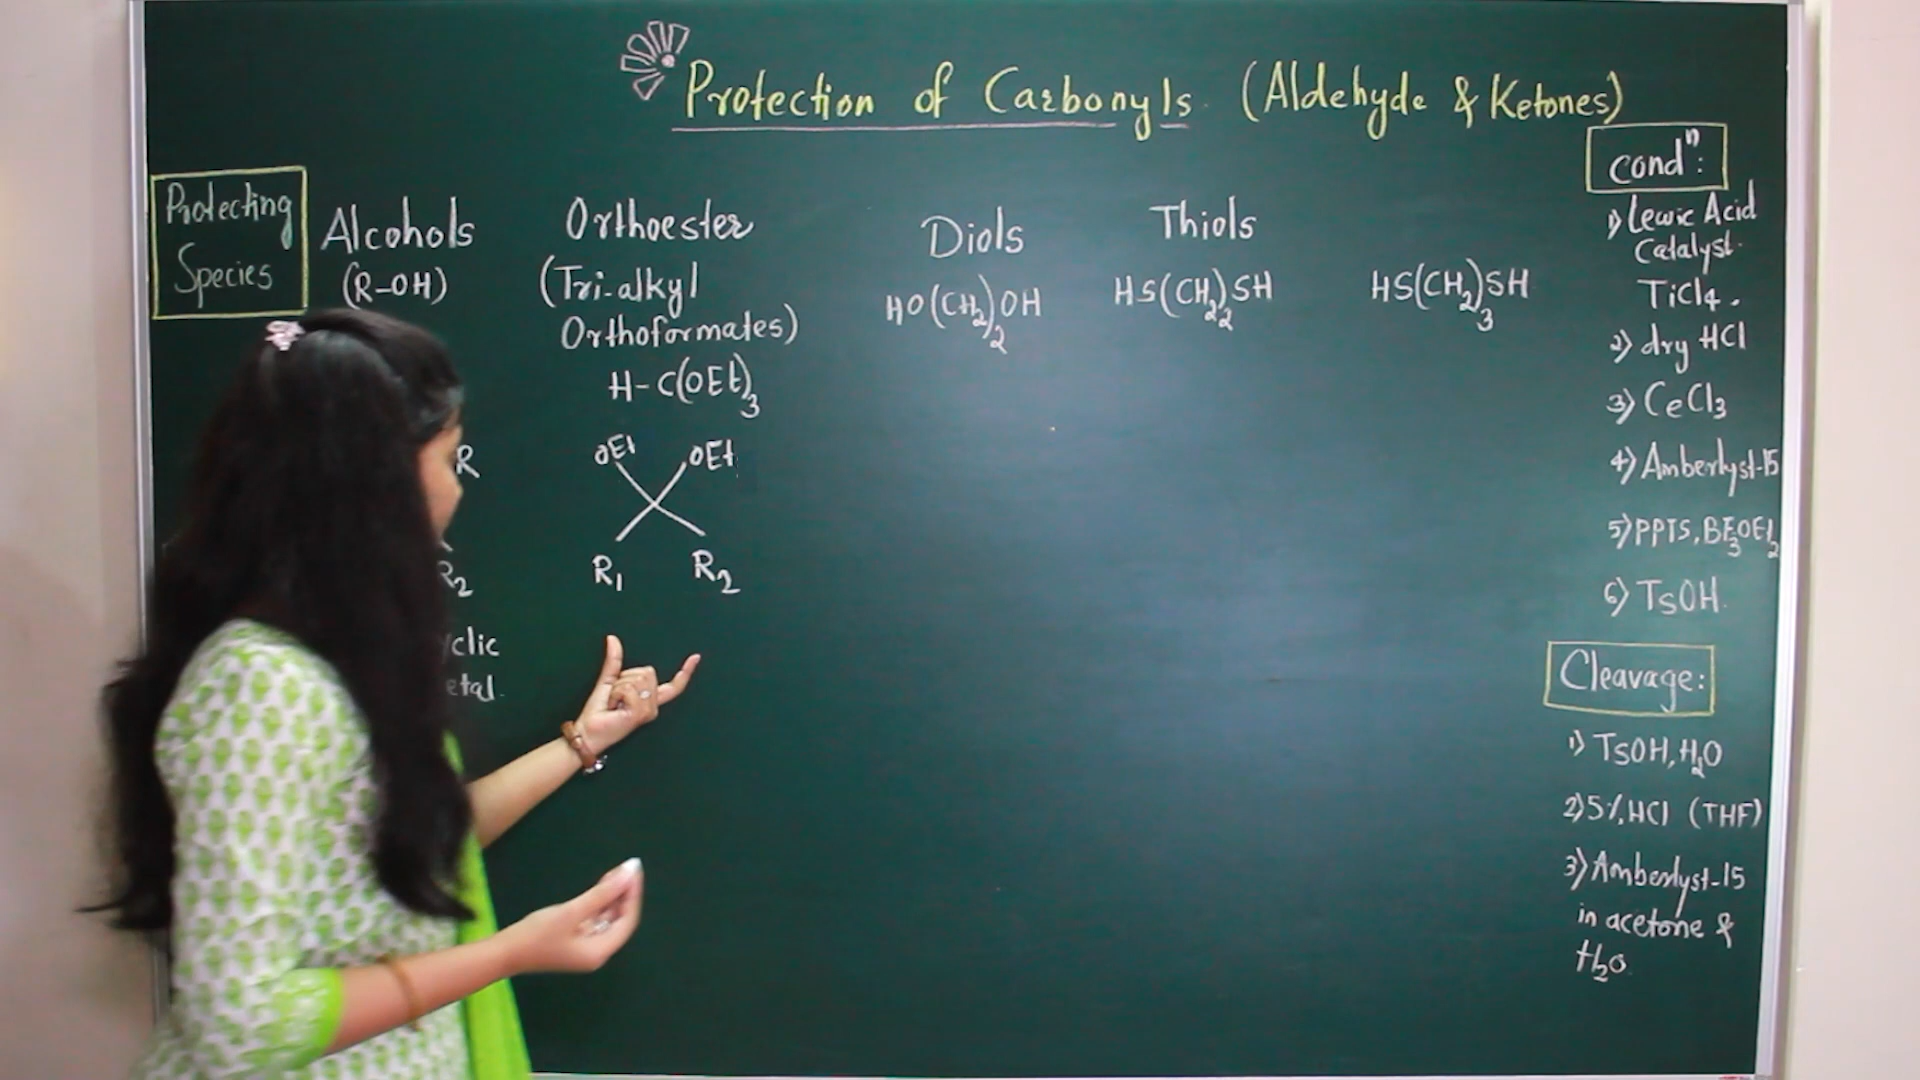 Protection of Carbonyls (Aldehyde & Ketones)
Protecting
Species
Alcohols
(R-OH)
Orthoester
(Tri-alkyl
Orthoformates)
H-C(OEt)3
Diols
HO(CH2)2OH
Thiols
HS(CH2)2SH
HS(CH2)3SH
R
R2
yclic
etal.
OEt OEt
R1 R2
condn:
1) Lewic Acid
Catalyst.
TiCl4.
2) dry HCl
3) CeCl3
4) Amberlyst-15
5) PPTS, BF3OEt2
6) TsOH.
Cleavage:
1) TsOH, H2O
2) 5% HCl (THF)
3) Amberlyst-15
in acetone &
H2O.